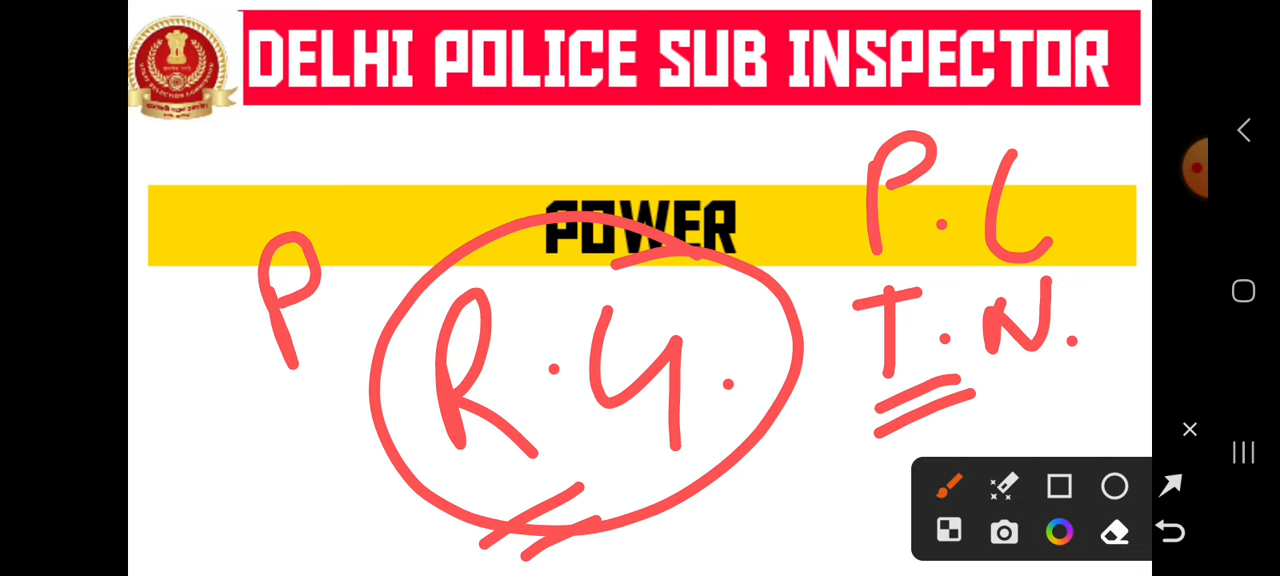 DELHI POLICE SUB INSPECTOR
POWER
P.L
P
R.U.
T.N.